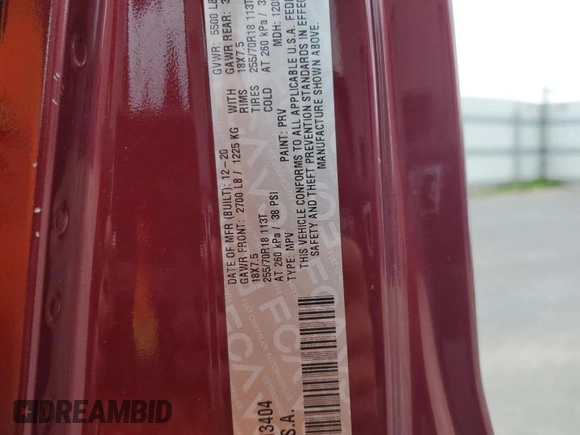 GVWR: 5500 LB
DATE OF MFR (BUILT): 12-20
GAWR FRONT: 2700 LB / 1225 KG
WITH
GAWR REAR:
18X7.5
RIMS
18X7.5
255/70R18 113T
TIRES
255/70R18 113T
AT 260 kPa / 38 PSI
COLD
AT 260 kPa /
TYPE: MPV
PAINT: PRV
MDH:
THIS VEHICLE CONFORMS TO ALL APPLICABLE U.S.A. FEDE
SAFETY AND THEFT PREVENTION STANDARDS IN EFFEC
MANUFACTURE SHOWN ABOVE.
3404
S.A.
FCA
DREAMBID